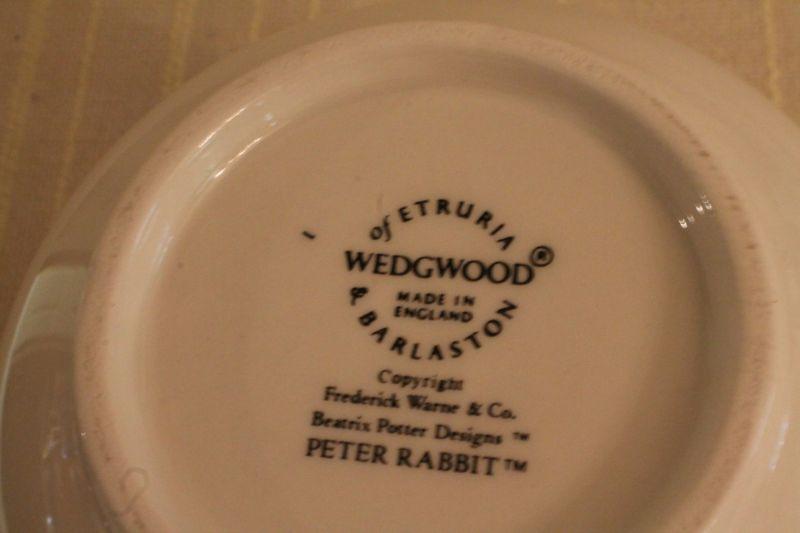 of ETRURIA
WEDGWOOD®
MADE IN
ENGLAND
& BARLASTON
Copyright
Frederick Warne & Co.
Beatrix Potter Designs ™
PETER RABBIT™